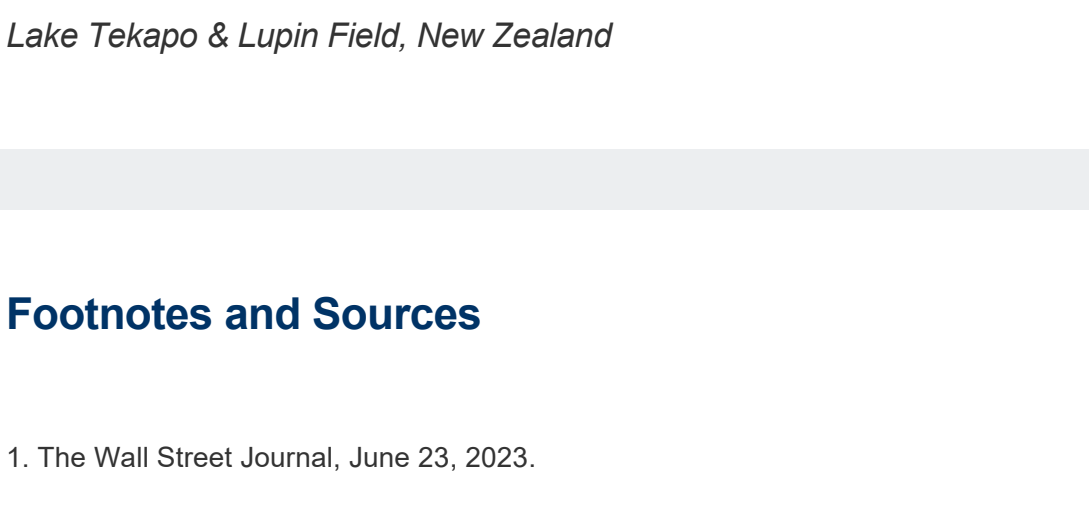 Lake Tekapo & Lupin Field, New Zealand
Footnotes and Sources
1. The Wall Street Journal, June 23, 2023.